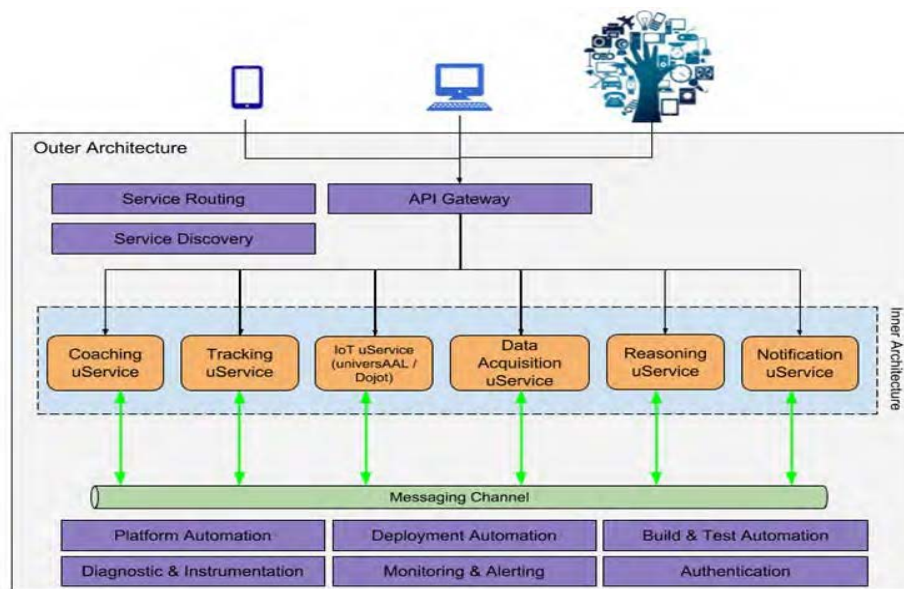 Outer Architecture
Service Routing
API Gateway
Service Discovery
Inner Architecture
Coaching
uService
Tracking
uService
IoT uService
(universAAL /
Dojot)
Data
Acquisition
uService
Reasoning
uService
Notification
uService
Messaging Channel
Platform Automation
Deployment Automation
Build & Test Automation
Diagnostic & Instrumentation
Monitoring & Alerting
Authentication